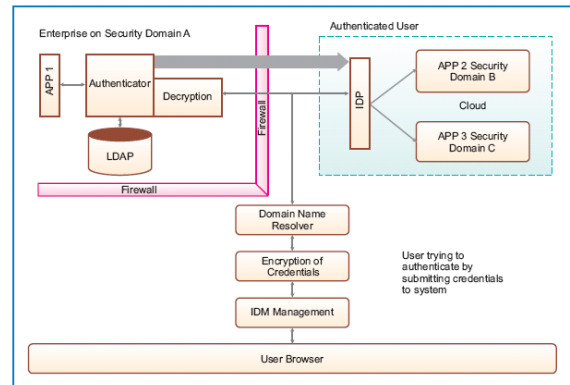 Enterprise on Security Domain A
Authenticated User
APP 1
Authenticator
Decryption
LDAP
Firewall
Firewall
IDP
APP 2 Security
Domain B
Cloud
APP 3 Security
Domain C
Domain Name
Resolver
Encryption of
Credentials
IDM Management
User trying to
authenticate by
submitting credentials
to system
User Browser